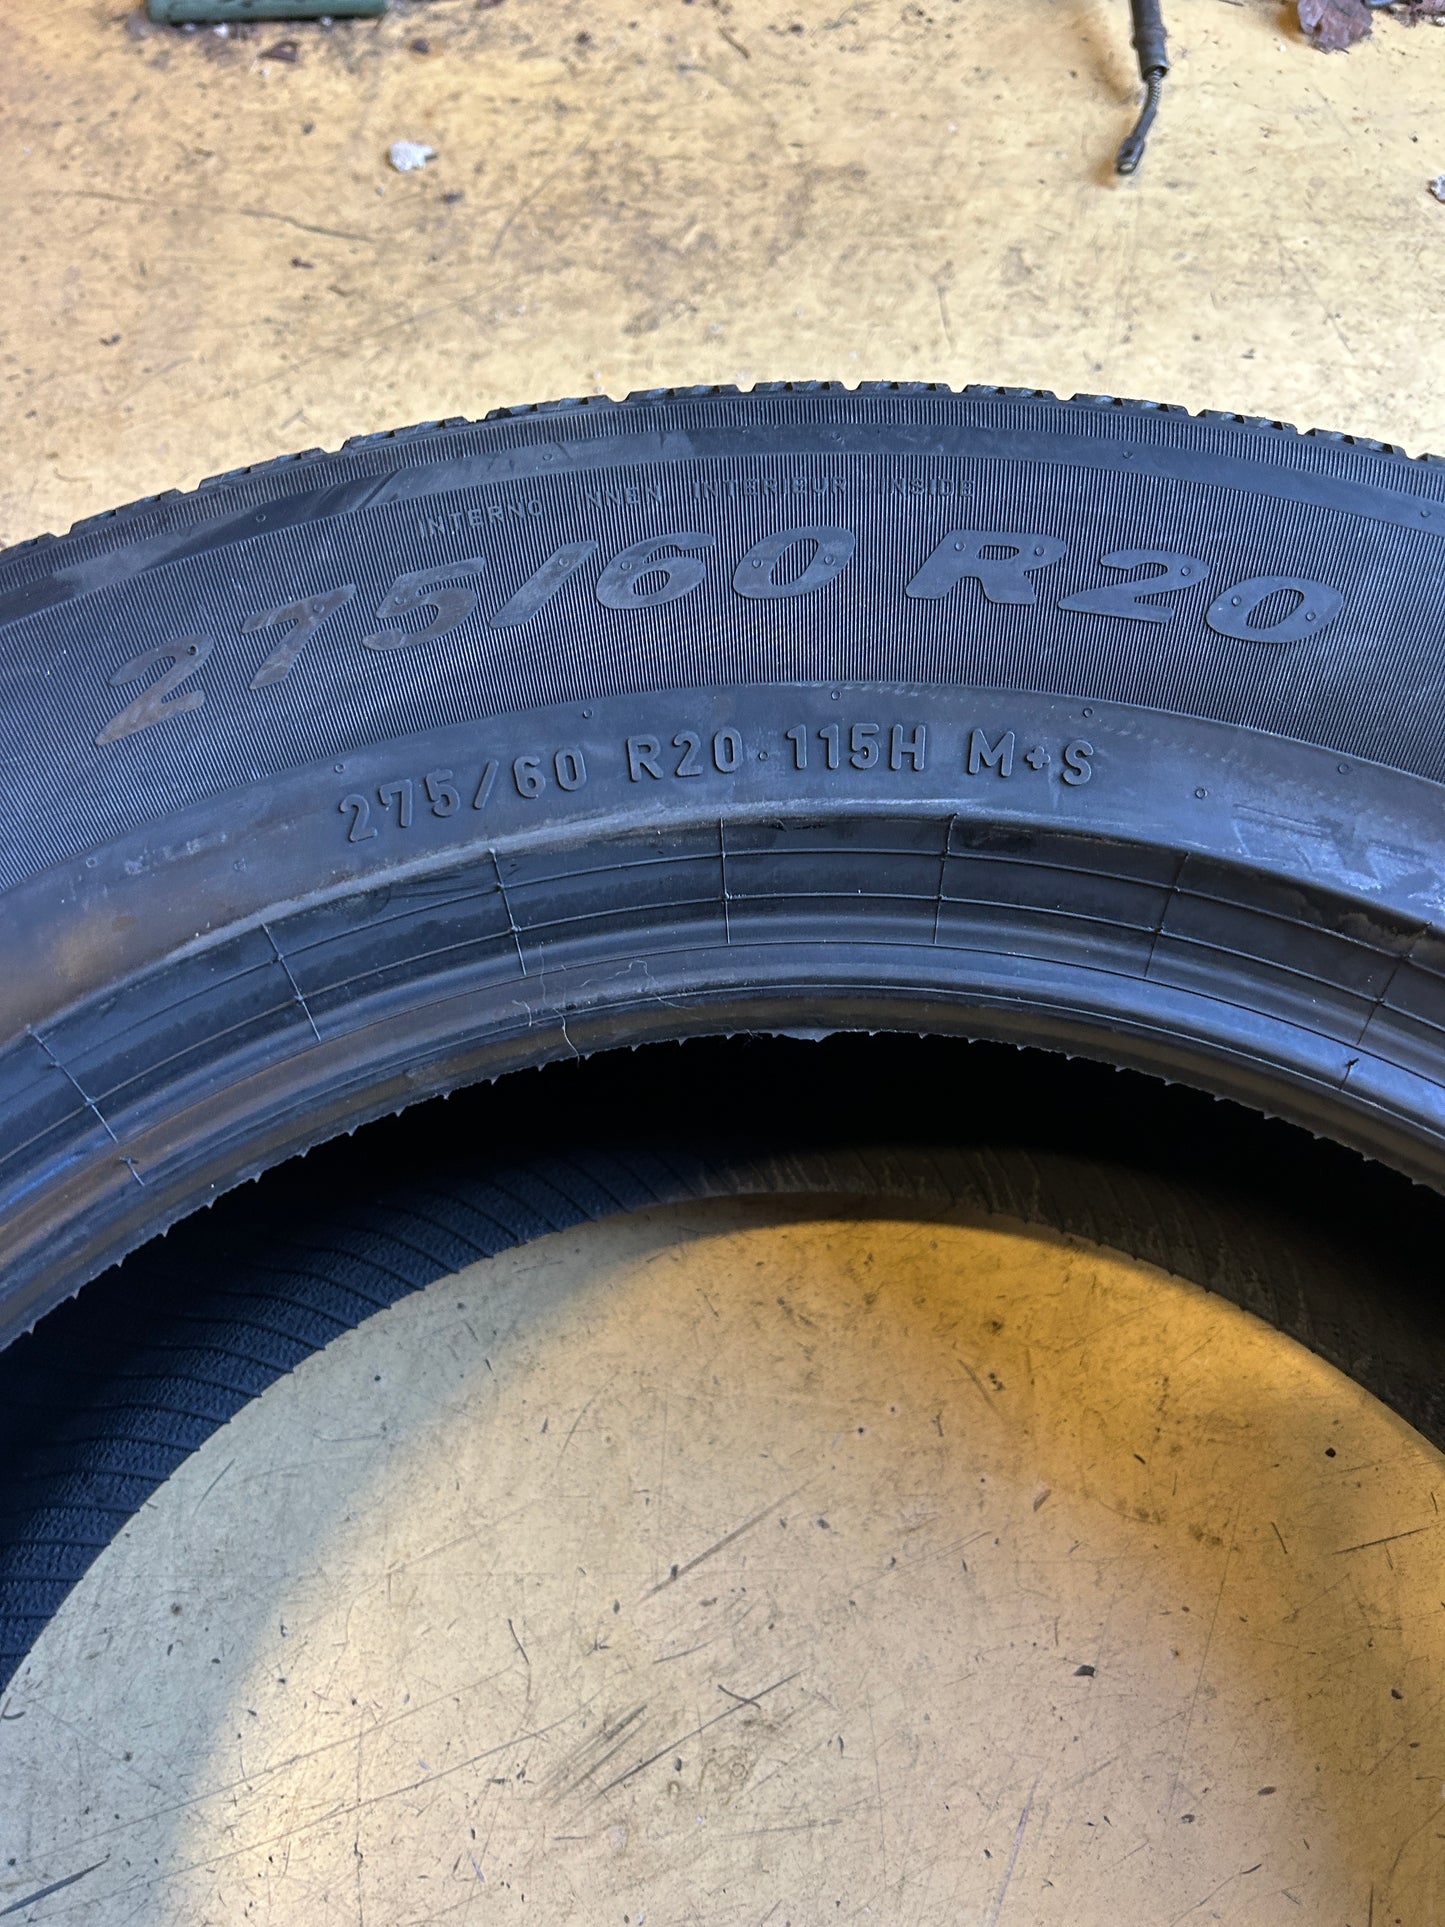 INTERNO INNEN INTERIEUR INSIDE
275/60 R20
275/60 R20 115H M+S